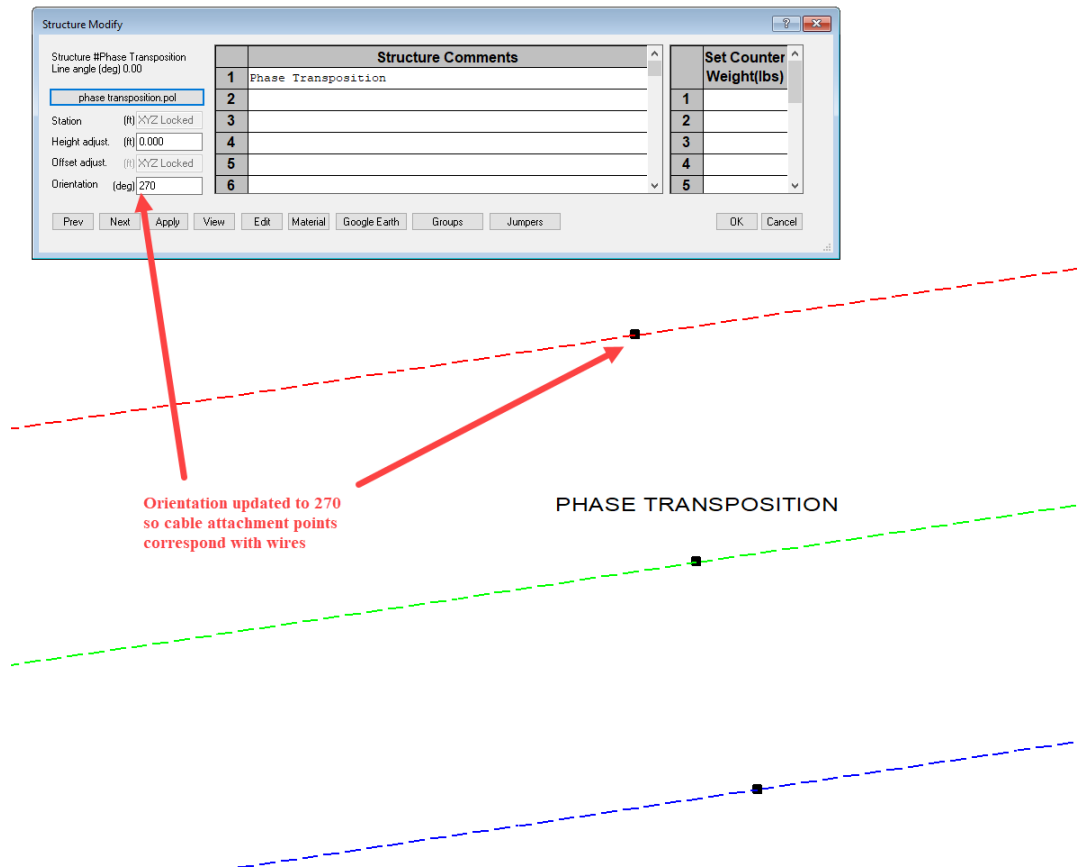 Structure Modify
Structure #Phase Transposition
Line angle (deg) 0.00
phase transposition.pol
Station (ft) XYZ Locked
Height adjust. (ft) 0.000
Offset adjust. (ft) XYZ Locked
Orientation (deg) 270
Structure Comments
1 Phase Transposition
2
3
4
5
6
Set Counter
Weight(lbs)
1
2
3
4
5
Prev Next Apply View Edit Material Google Earth Groups Jumpers OK Cancel
Orientation updated to 270
so cable attachment points
correspond with wires
PHASE TRANSPOSITION